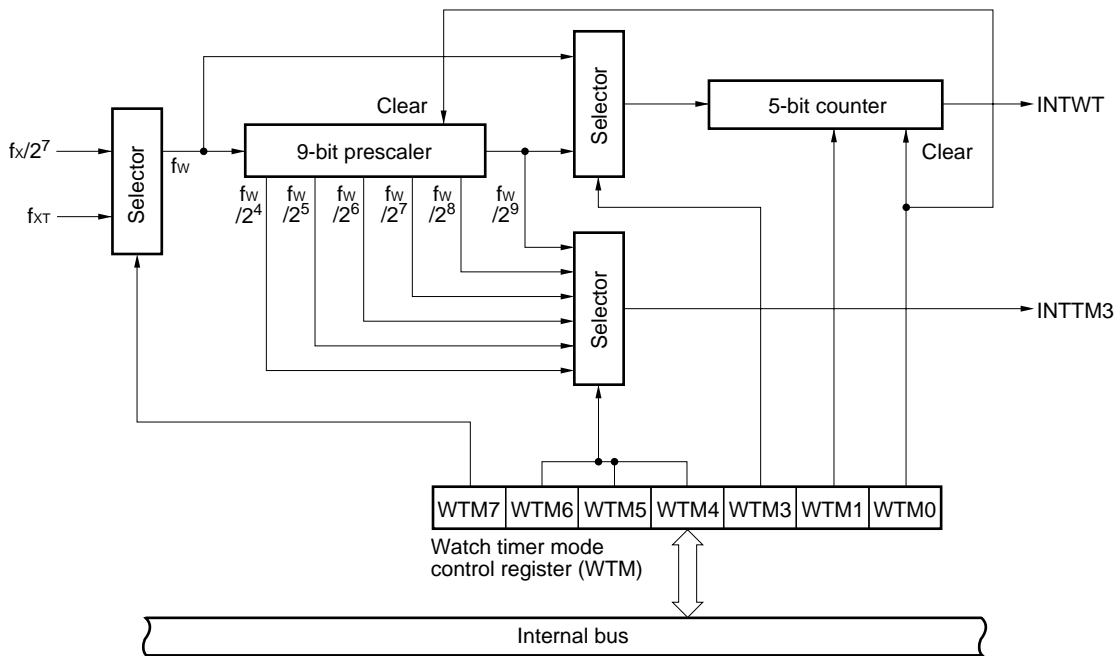 Clear
Selector
5-bit counter
INTWT
fX/2^7
Selector
fW
9-bit prescaler
Clear
fXT
fW/2^4
fW/2^5
fW/2^6
fW/2^7
fW/2^8
fW/2^9
Selector
INTTM3
WTM7 WTM6 WTM5 WTM4 WTM3 WTM1 WTM0
Watch timer mode
control register (WTM)
Internal bus